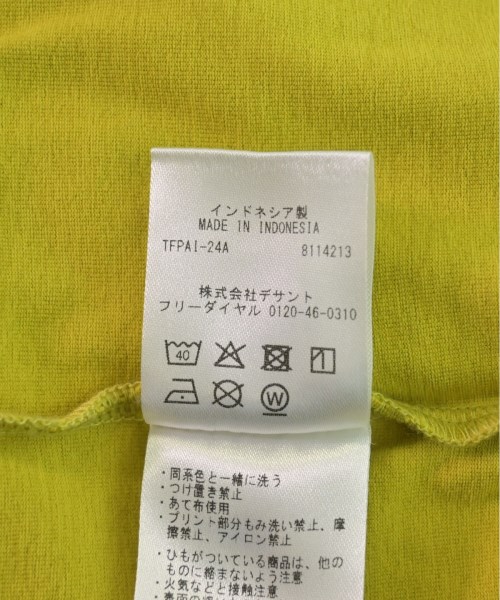 インドネシア製
MADE IN INDONESIA
TFPAI-24A 8114213
株式会社デサント
フリーダイヤル 0120-46-0310
40
W
・同系色と一緒に洗う
・つけ置き禁止
・あて布使用
・プリント部分もみ洗い禁止、摩
擦禁止、アイロン禁止
・ひもがついている商品は、他の
ものに絡まないよう注意
・火気などと接触注意